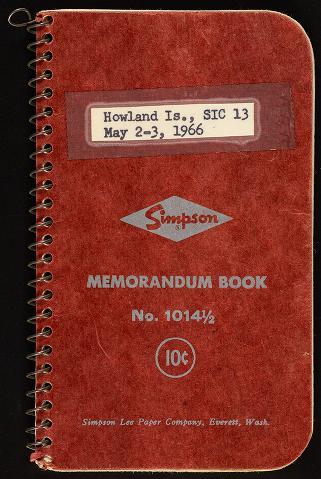 Howland Is., SIC 13
May 2-3, 1966
Simpson
MEMORANDUM BOOK
No. 1014½
10¢
Simpson Lee Paper Company, Everett, Wash.